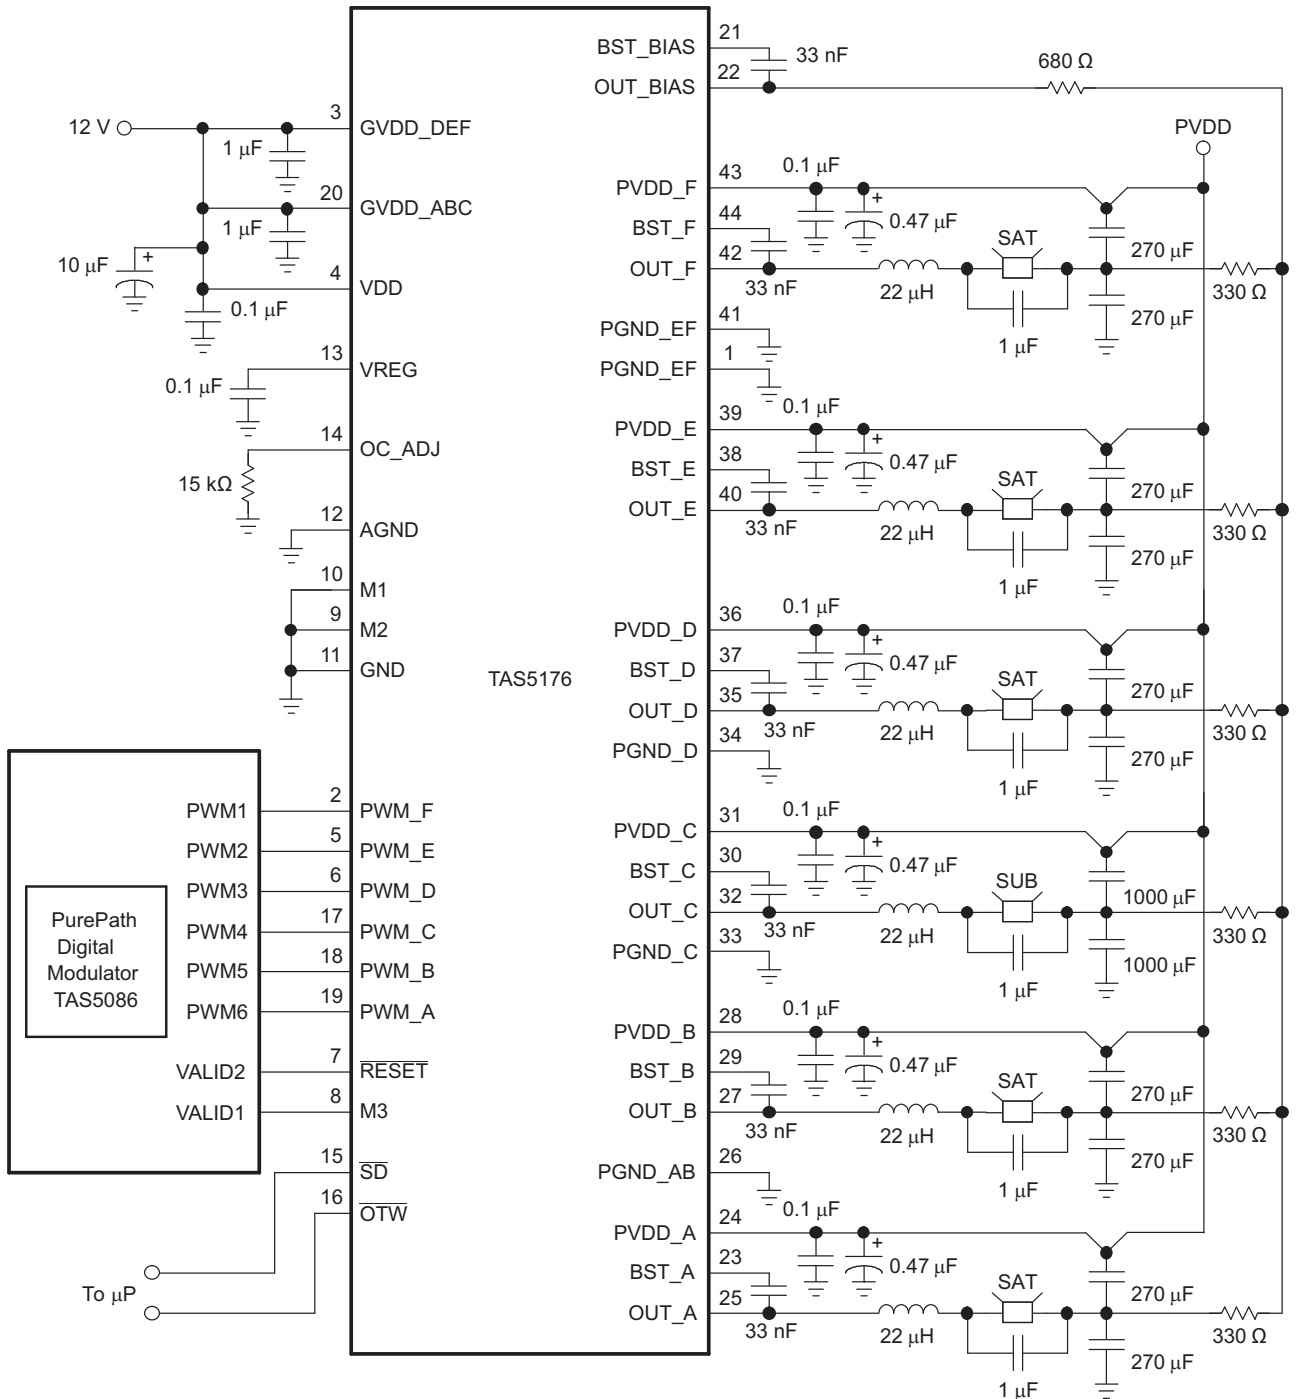 21
BST_BIAS
33 nF
22
OUT_BIAS
680 Ω
12 V
3
GVDD_DEF
1 μF
PVDD
20
GVDD_ABC
1 μF
10 μF
+
4
VDD
0.1 μF
13
VREG
0.1 μF
14
OC_ADJ
15 kΩ
12
AGND
10
M1
9
M2
11
GND
TAS5176
43
PVDD_F
0.1 μF
+
0.47 μF
44
BST_F
42
OUT_F
33 nF
22 μH
SAT
1 μF
270 μF
270 μF
330 Ω
41
PGND_EF
1
PGND_EF
39
PVDD_E
0.1 μF
+
0.47 μF
38
BST_E
40
OUT_E
33 nF
22 μH
SAT
1 μF
270 μF
270 μF
330 Ω
36
PVDD_D
0.1 μF
+
0.47 μF
37
BST_D
35
OUT_D
33 nF
22 μH
SAT
1 μF
270 μF
270 μF
330 Ω
34
PGND_D
31
PVDD_C
0.1 μF
+
0.47 μF
30
BST_C
32
OUT_C
33 nF
22 μH
SUB
1 μF
1000 μF
1000 μF
330 Ω
33
PGND_C
28
PVDD_B
0.1 μF
+
0.47 μF
29
BST_B
27
OUT_B
33 nF
22 μH
SAT
1 μF
270 μF
270 μF
330 Ω
26
PGND_AB
24
PVDD_A
0.1 μF
+
0.47 μF
23
BST_A
25
OUT_A
33 nF
22 μH
SAT
1 μF
270 μF
270 μF
330 Ω
PurePath
Digital
Modulator
TAS5086
PWM1
2
PWM_F
PWM2
5
PWM_E
PWM3
6
PWM_D
PWM4
17
PWM_C
PWM5
18
PWM_B
PWM6
19
PWM_A
VALID2
7
RESET
VALID1
8
M3
15
SD
16
OTW
To μP